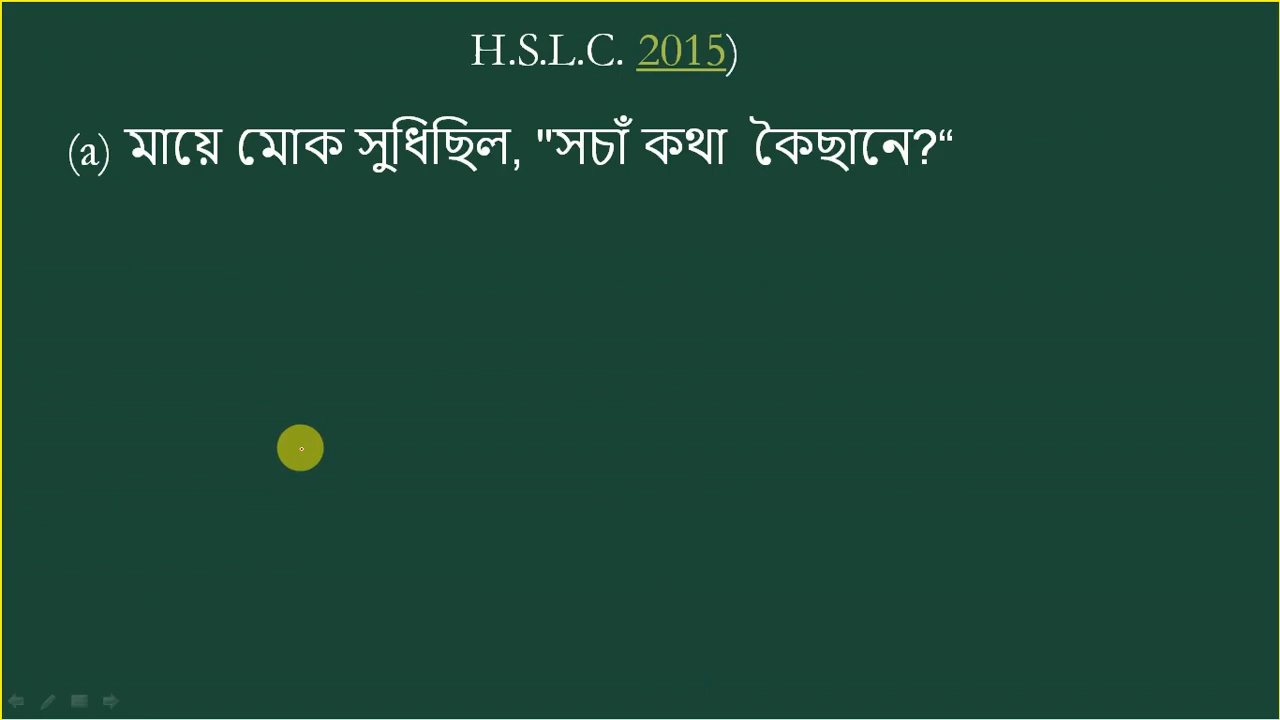 H.S.L.C. 2015)
(a) মায়ে মোক সুধিছিল, "সচাঁ কথা কৈছানে?“